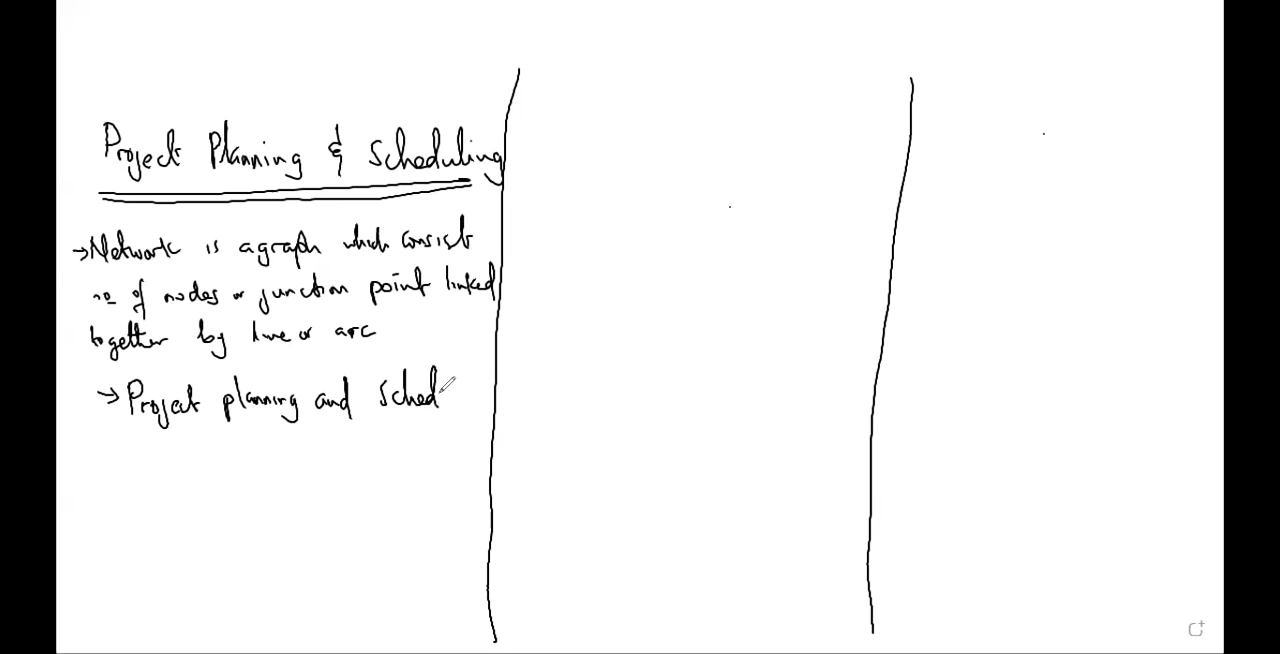 Project Planning & Scheduling
→ Network is a graph which consist
no of nodes or junction point linked
together by line or arc
→ Project planning and Sched